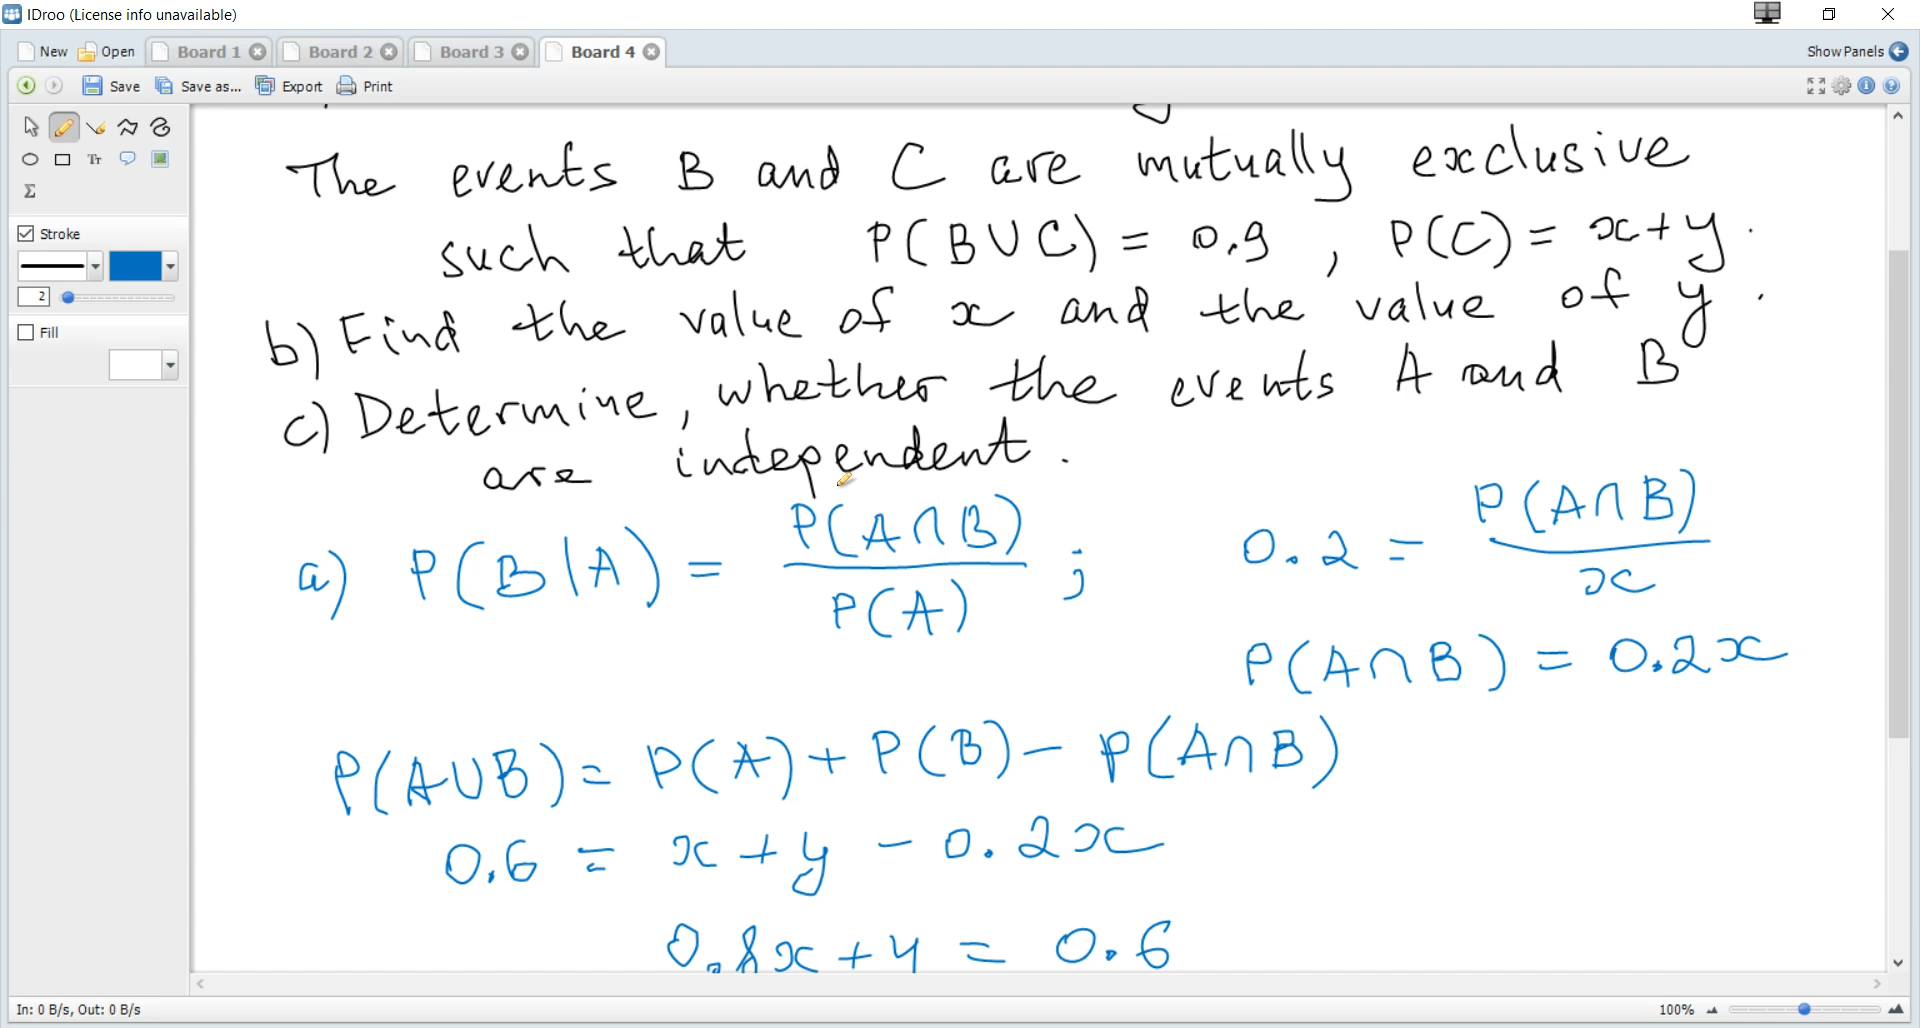 IDroo (License info unavailable)
New Open Board 1 Board 2 Board 3 Board 4 Show Panels
Save Save as... Export Print
Stroke
2
Fill
The events B and C are mutually exclusive
such that P(B∪C) = 0.9 , P(C) = x+y .
b) Find the value of x and the value of y .
c) Determine, whether the events A and B
are independent .
a) P(B|A) = P(A∩B) / P(A) ; 0.2 = P(A∩B) / x
P(A∩B) = 0.2x
P(A∪B) = P(A) + P(B) - P(A∩B)
0.6 = x + y - 0.2x
0.8x + y = 0.6
In: 0 B/s, Out: 0 B/s 100%